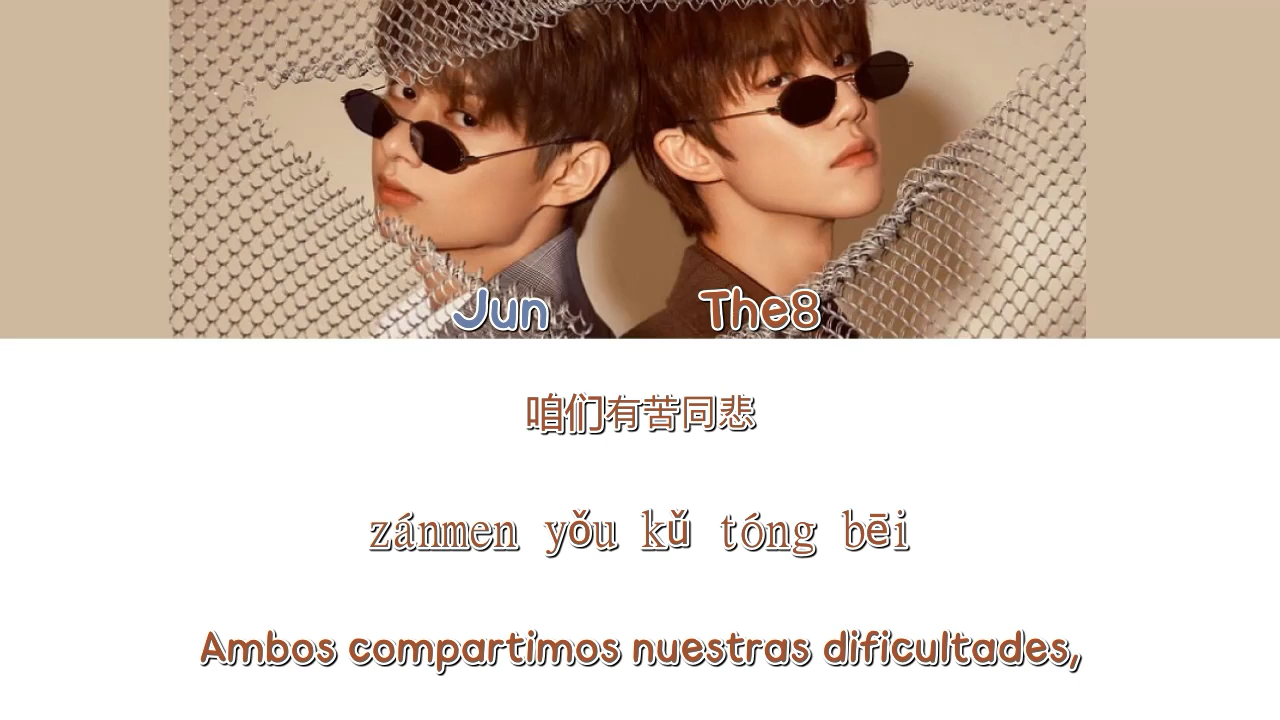 Jun The8
咱们有苦同悲
zánmen yǒu kǔ tóng bēi
Ambos compartimos nuestras dificultades,